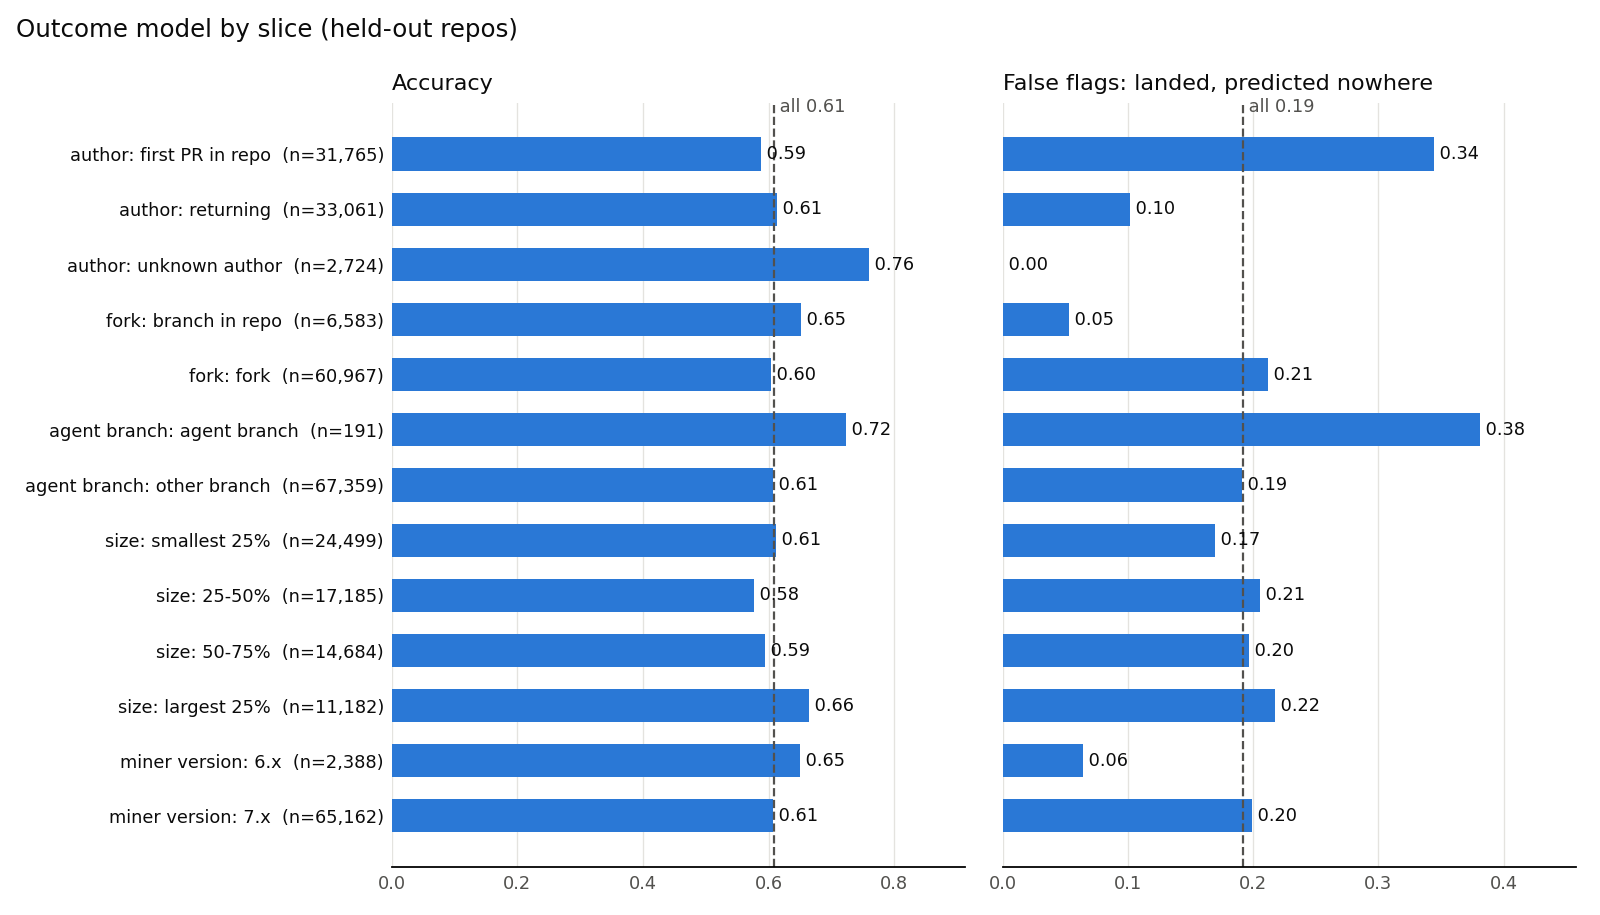 Outcome model by slice (held-out repos)
Accuracy
False flags: landed, predicted nowhere
all 0.61
all 0.19
author: first PR in repo (n=31,765) 0.59 0.34
author: returning (n=33,061) 0.61 0.10
author: unknown author (n=2,724) 0.76 0.00
fork: branch in repo (n=6,583) 0.65 0.05
fork: fork (n=60,967) 0.60 0.21
agent branch: agent branch (n=191) 0.72 0.38
agent branch: other branch (n=67,359) 0.61 0.19
size: smallest 25% (n=24,499) 0.61 0.17
size: 25-50% (n=17,185) 0.58 0.21
size: 50-75% (n=14,684) 0.59 0.20
size: largest 25% (n=11,182) 0.66 0.22
miner version: 6.x (n=2,388) 0.65 0.06
miner version: 7.x (n=65,162) 0.61 0.20
0.0 0.2 0.4 0.6 0.8
0.0 0.1 0.2 0.3 0.4